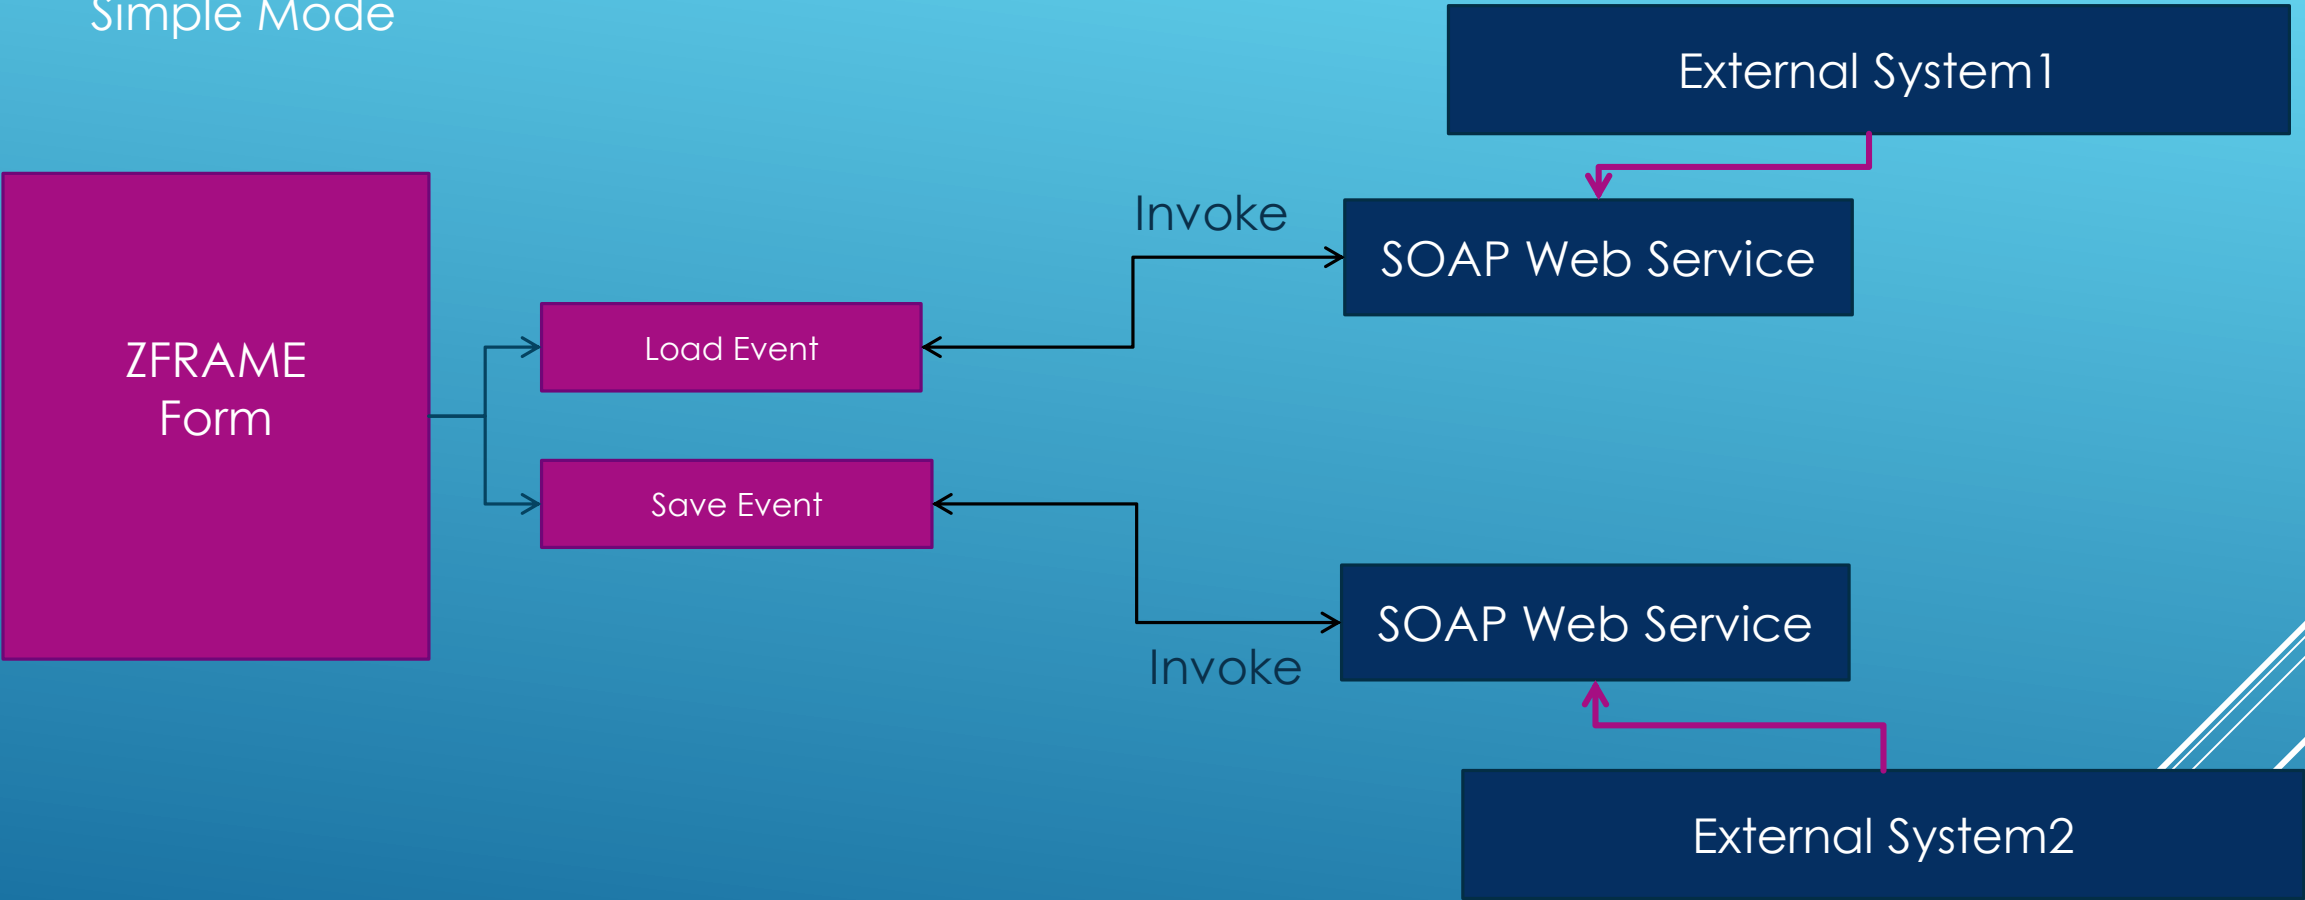 Simple Mode
External System1
Invoke
SOAP Web Service
ZFRAME
Form
Load Event
Save Event
SOAP Web Service
Invoke
External System2